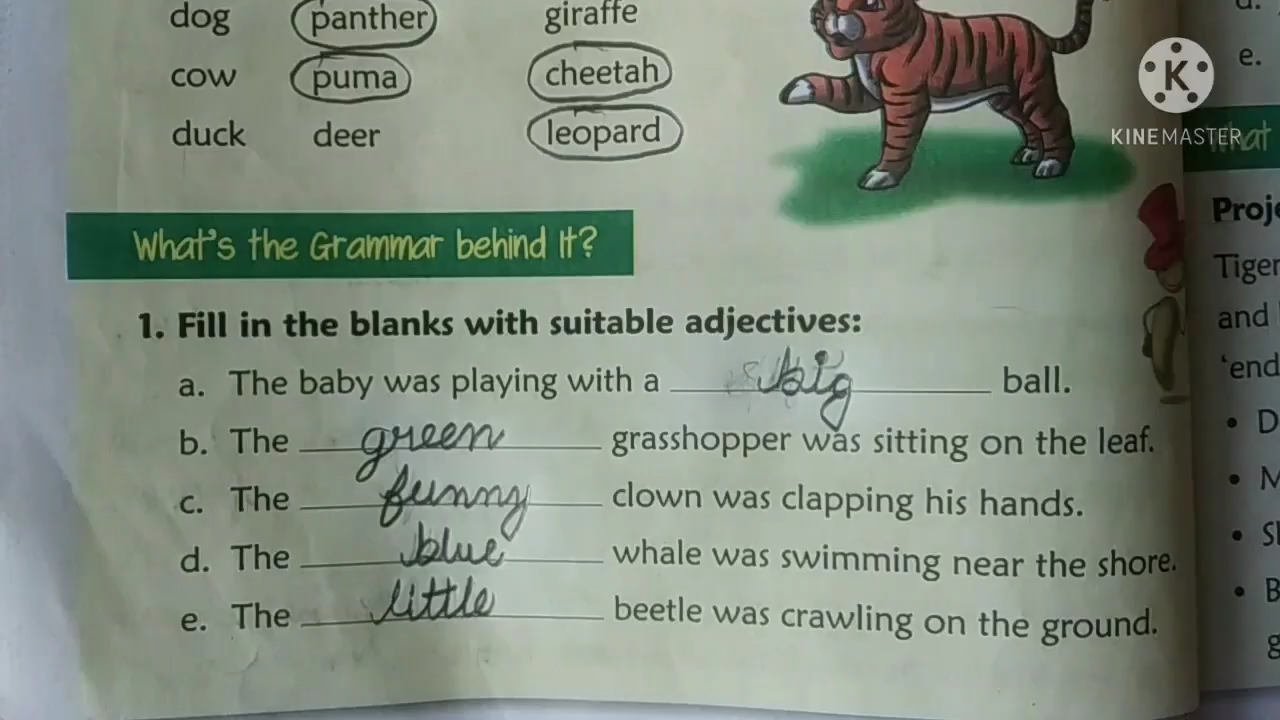 dog panther giraffe
cow puma cheetah
duck deer leopard
KINEMASTER
What's the Grammar behind It?
1. Fill in the blanks with suitable adjectives:
a. The baby was playing with a big ball.
b. The green grasshopper was sitting on the leaf.
c. The funny clown was clapping his hands.
d. The blue whale was swimming near the shore.
e. The little beetle was crawling on the ground.
e.
What
Proje
Tiger
and
'end
• D
• M
• Sl
• B
g